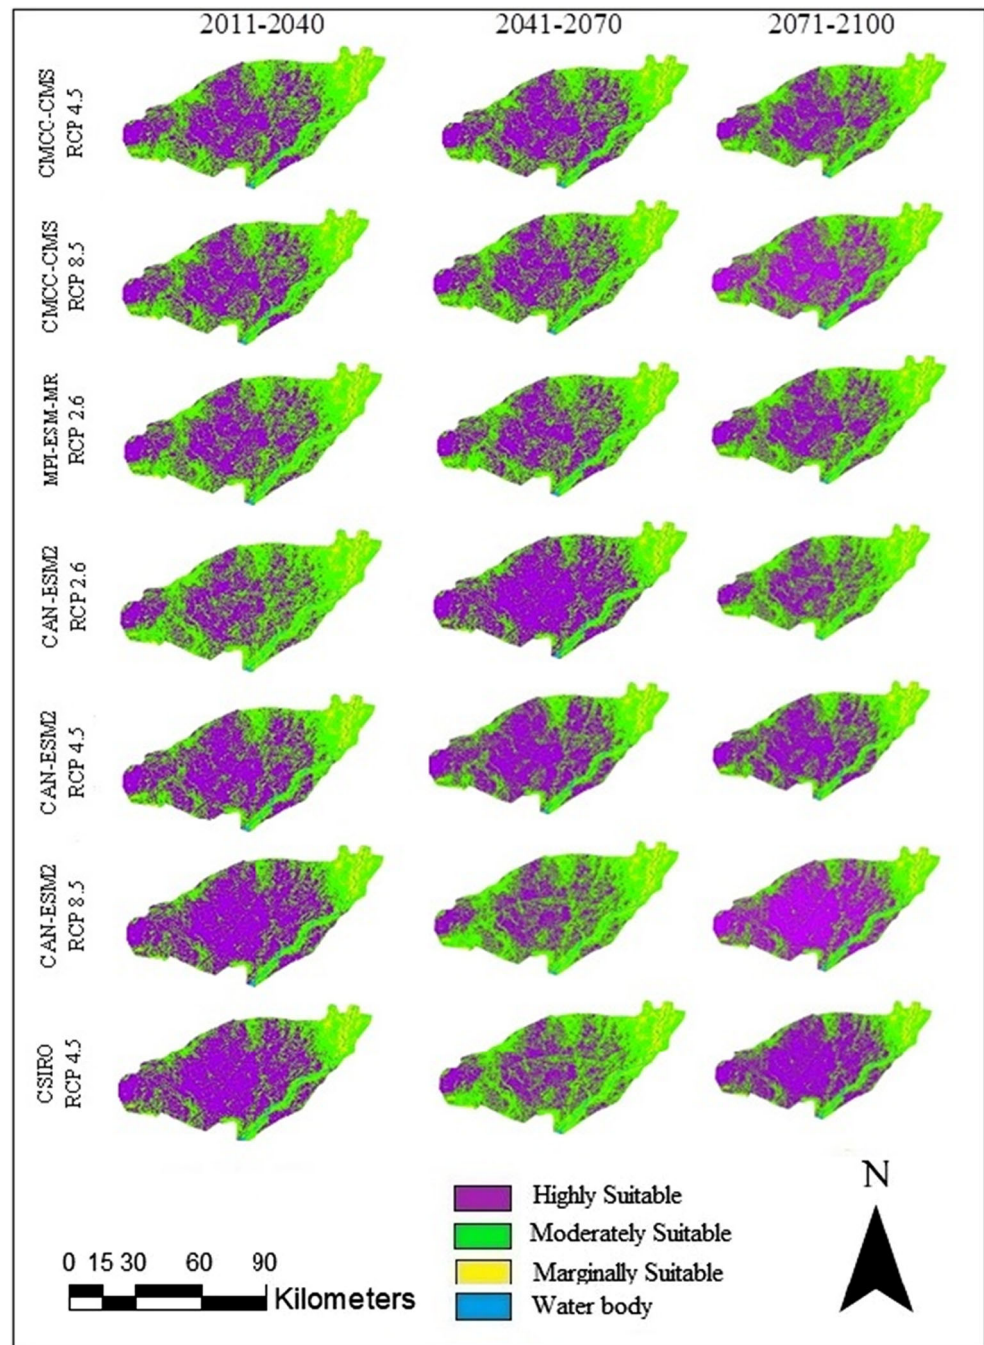 2011-2040 2041-2070 2071-2100
CMCC-CMS
RCP 4.5
CMCC-CMS
RCP 8.5
MPI-ESM-MR
RCP 2.6
CAN-ESM2
RCP 2.6
CAN-ESM2
RCP 4.5
CAN-ESM2
RCP 8.5
CSIRO
RCP 4.5
Highly Suitable
Moderately Suitable
Marginally Suitable
Water body
N
0 15 30 60 90
Kilometers